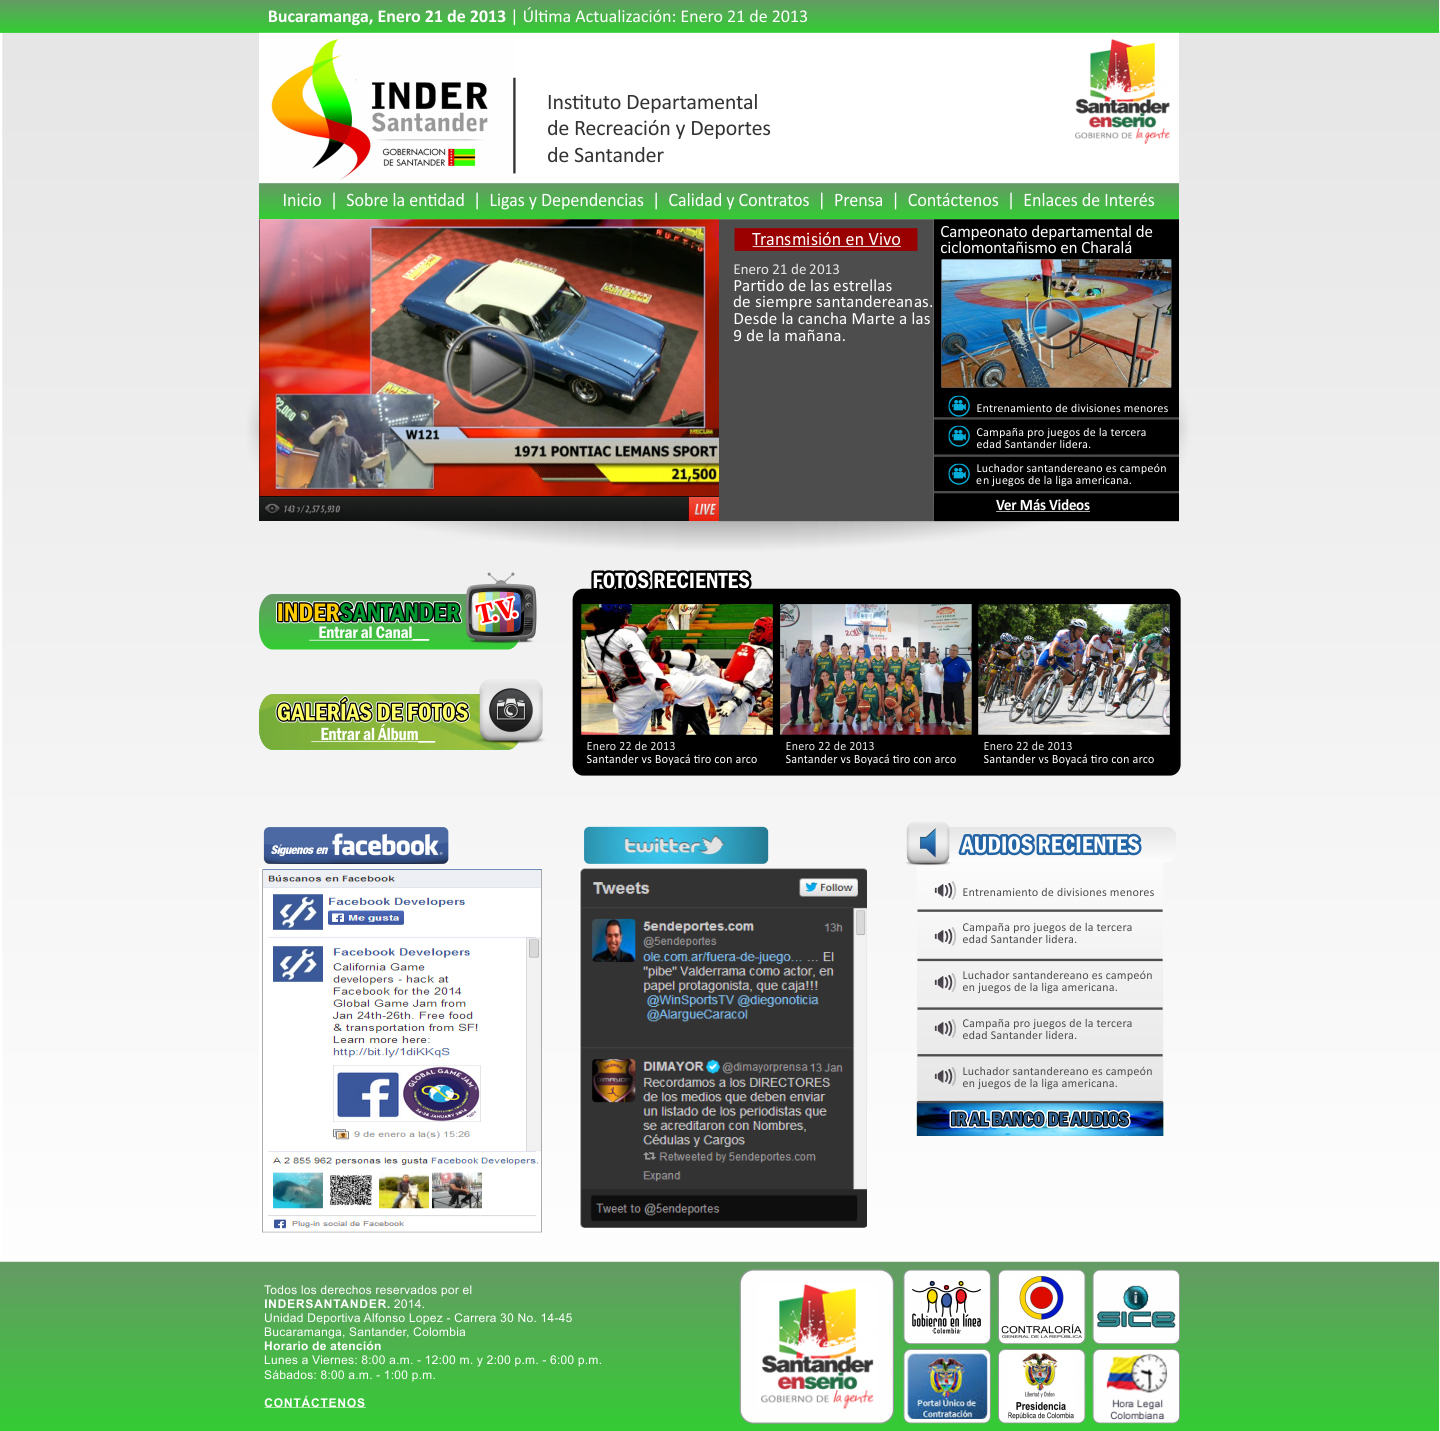 Bucaramanga, Enero 21 de 2013 | Última Actualización: Enero 21 de 2013
INDER
Santander
GOBERNACION
DE SANTANDER
Instituto Departamental
de Recreación y Deportes
de Santander
Santander
enserio
GOBIERNO DE la gente
Inicio | Sobre la entidad | Ligas y Dependencias | Calidad y Contratos | Prensa | Contáctenos | Enlaces de Interés
W121
1971 PONTIAC LEMANS SPORT
21,500
MECUM
LIVE
Transmisión en Vivo
Enero 21 de 2013
Partido de las estrellas
de siempre santandereanas.
Desde la cancha Marte a las
9 de la mañana.
Campeonato departamental de
ciclomontañismo en Charalá
Entrenamiento de divisiones menores
Campaña pro juegos de la tercera
edad Santander lidera.
Luchador santandereano es campeón
en juegos de la liga americana.
Ver Más Videos
INDERSANTANDER
T.V.
Entrar al Canal
GALERÍAS DE FOTOS
Entrar al Álbum
FOTOS RECIENTES
Enero 22 de 2013
Santander vs Boyacá tiro con arco
Enero 22 de 2013
Santander vs Boyacá tiro con arco
Enero 22 de 2013
Santander vs Boyacá tiro con arco
Síguenos en facebook
Búscanos en Facebook
Facebook Developers
Me gusta
Facebook Developers
California Game
developers - hack at
Facebook for the 2014
Global Game Jam from
Jan 24th-26th. Free food
& transportation from SF!
Learn more here:
http://bit.ly/1diKKqS
GLOBAL GAME JAM
9 de enero a la(s) 15:26
A 2 855 962 personas les gusta Facebook Developers.
Plug-in social de Facebook
twitter
Tweets
Follow
5endeportes.com 13h
@5endeportes
ole.com.ar/fuera-de-juego... ... El
"pibe" Valderrama como actor, en
papel protagonista, que caja!!!
@WinSportsTV @diegonoticia
@AlargueCaracol
DIMAYOR @dimayorprensa 13 Jan
Recordamos a los DIRECTORES
de los medios que deben enviar
un listado de los periodistas que
se acreditaron con Nombres,
Cédulas y Cargos
Retweeted by 5endeportes.com
Expand
Tweet to @5endeportes
AUDIOS RECIENTES
Entrenamiento de divisiones menores
Campaña pro juegos de la tercera
edad Santander lidera.
Luchador santandereano es campeón
en juegos de la liga americana.
Campaña pro juegos de la tercera
edad Santander lidera.
Luchador santandereano es campeón
en juegos de la liga americana.
IR AL BANCO DE AUDIOS
Todos los derechos reservados por el
INDERSANTANDER. 2014.
Unidad Deportiva Alfonso Lopez - Carrera 30 No. 14-45
Bucaramanga, Santander, Colombia
Horario de atención
Lunes a Viernes: 8:00 a.m. - 12:00 m. y 2:00 p.m. - 6:00 p.m.
Sábados: 8:00 a.m. - 1:00 p.m.
CONTÁCTENOS
Santander
enserio
GOBIERNO DE la gente
Gobierno en línea
Colombia
CONTRALORÍA
GENERAL DE LA REPÚBLICA
i
SICE
Portal Único de
Contratación
Libertad y Orden
Presidencia
República de Colombia
Hora Legal
Colombiana